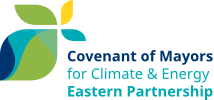 Covenant of Mayors
for Climate & Energy
Eastern Partnership